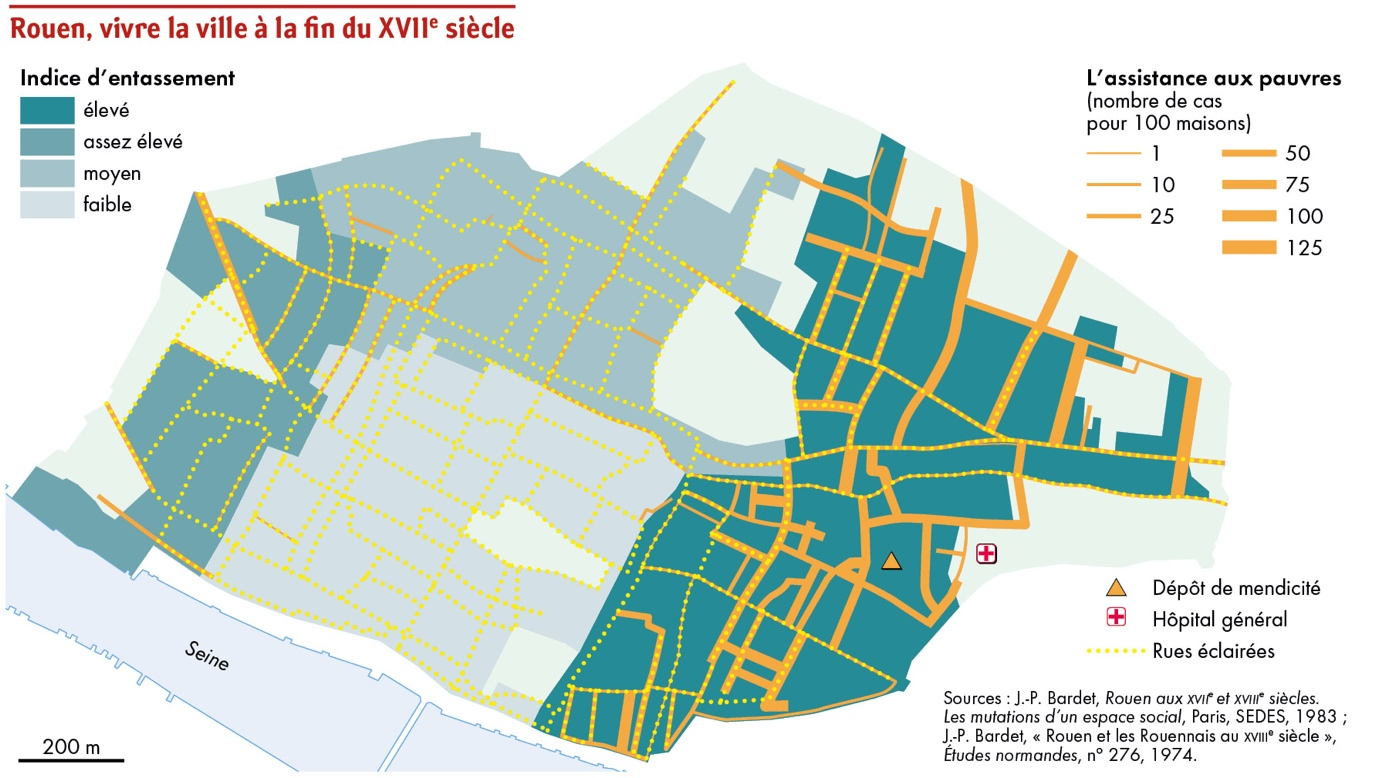 Rouen, vivre la ville à la fin du XVIIe siècle
Indice d'entassement
élevé
assez élevé
moyen
faible
L'assistance aux pauvres
(nombre de cas
pour 100 maisons)
1
10
25
50
75
100
125
Seine
200 m
Dépôt de mendicité
Hôpital général
Rues éclairées
Sources : J.-P. Bardet, Rouen aux XVIIe et XVIIIe siècles.
Les mutations d'un espace social, Paris, SEDES, 1983 ;
J.-P. Bardet, « Rouen et les Rouennais au XVIIIe siècle »,
Études normandes, n° 276, 1974.